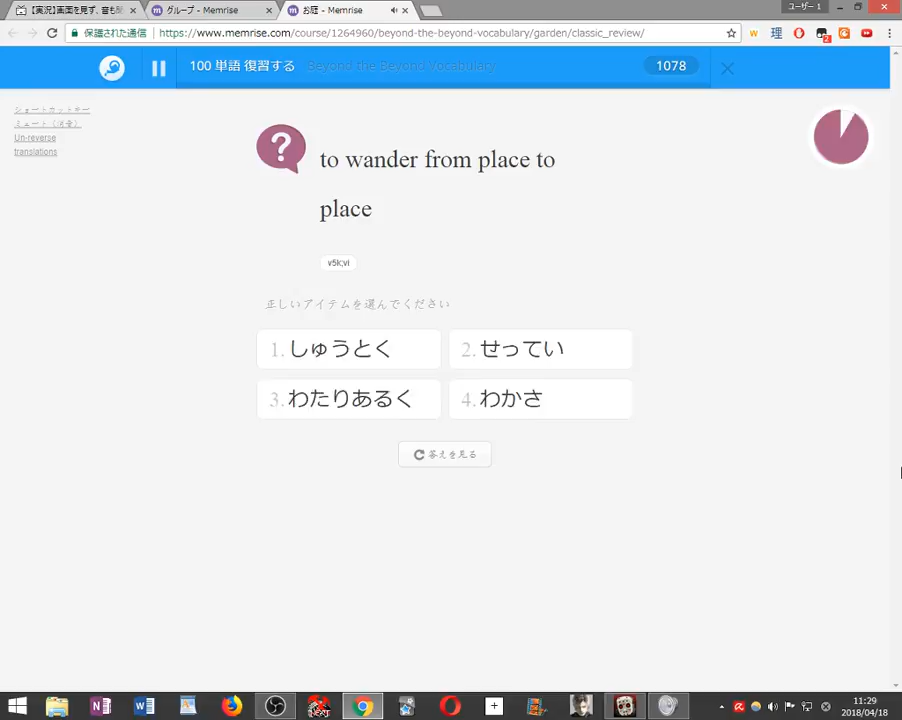 【実況】画面を見ず、音も
グループ - Memrise
お庭 - Memrise
ユーザー 1
保護された通信
https://www.memrise.com/course/1264960/beyond-the-beyond-vocabulary/garden/classic_review/
100 単語 復習する
Beyond the Beyond Vocabulary
1078
ショートカットキー
ミュート（消音）
Un-reverse
translations
?
to wander from place to
place
v5k;vi
正しいアイテムを選んでください
1. しゅうとく
2. せってい
3. わたりあるく
4. わかさ
答えを見る
11:29
2018/04/18